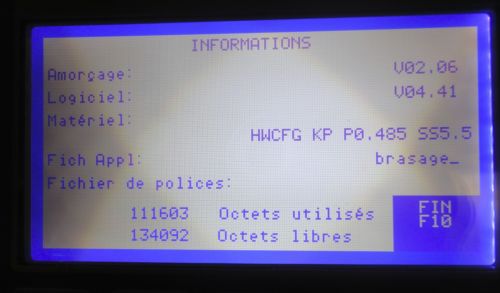 INFORMATIONS
Amorçage: V02.06
Logiciel: V04.41
Matériel:
HWCFG KP P0.485 SS5.5
Fich Appl: brasage_
Fichier de polices:
111603 Octets utilisés
134092 Octets libres
FIN
F10